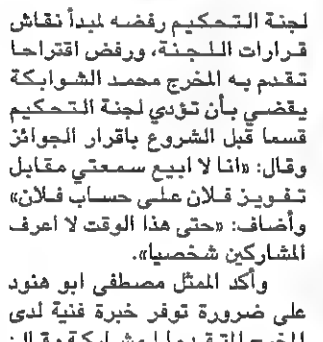 لجنة التحكيم رفضه لمبدأ نقاش
قرارات اللجنة، ورفض اقتراحا
تقدم به المخرج محمد الشوابكة
يقضي بأن تؤدي لجنة التحكيم
قسما قبل الشروع باقرار الجوائز
وقال: «انا لا ابيع سمعتي مقابل
تفويز فلان على حساب فلان»
وأضاف: «حتى هذا الوقت لا اعرف
المشاركين شخصيا».
وأكد الممثل مصطفى ابو هنود
على ضرورة توفر خبرة فنية لدى